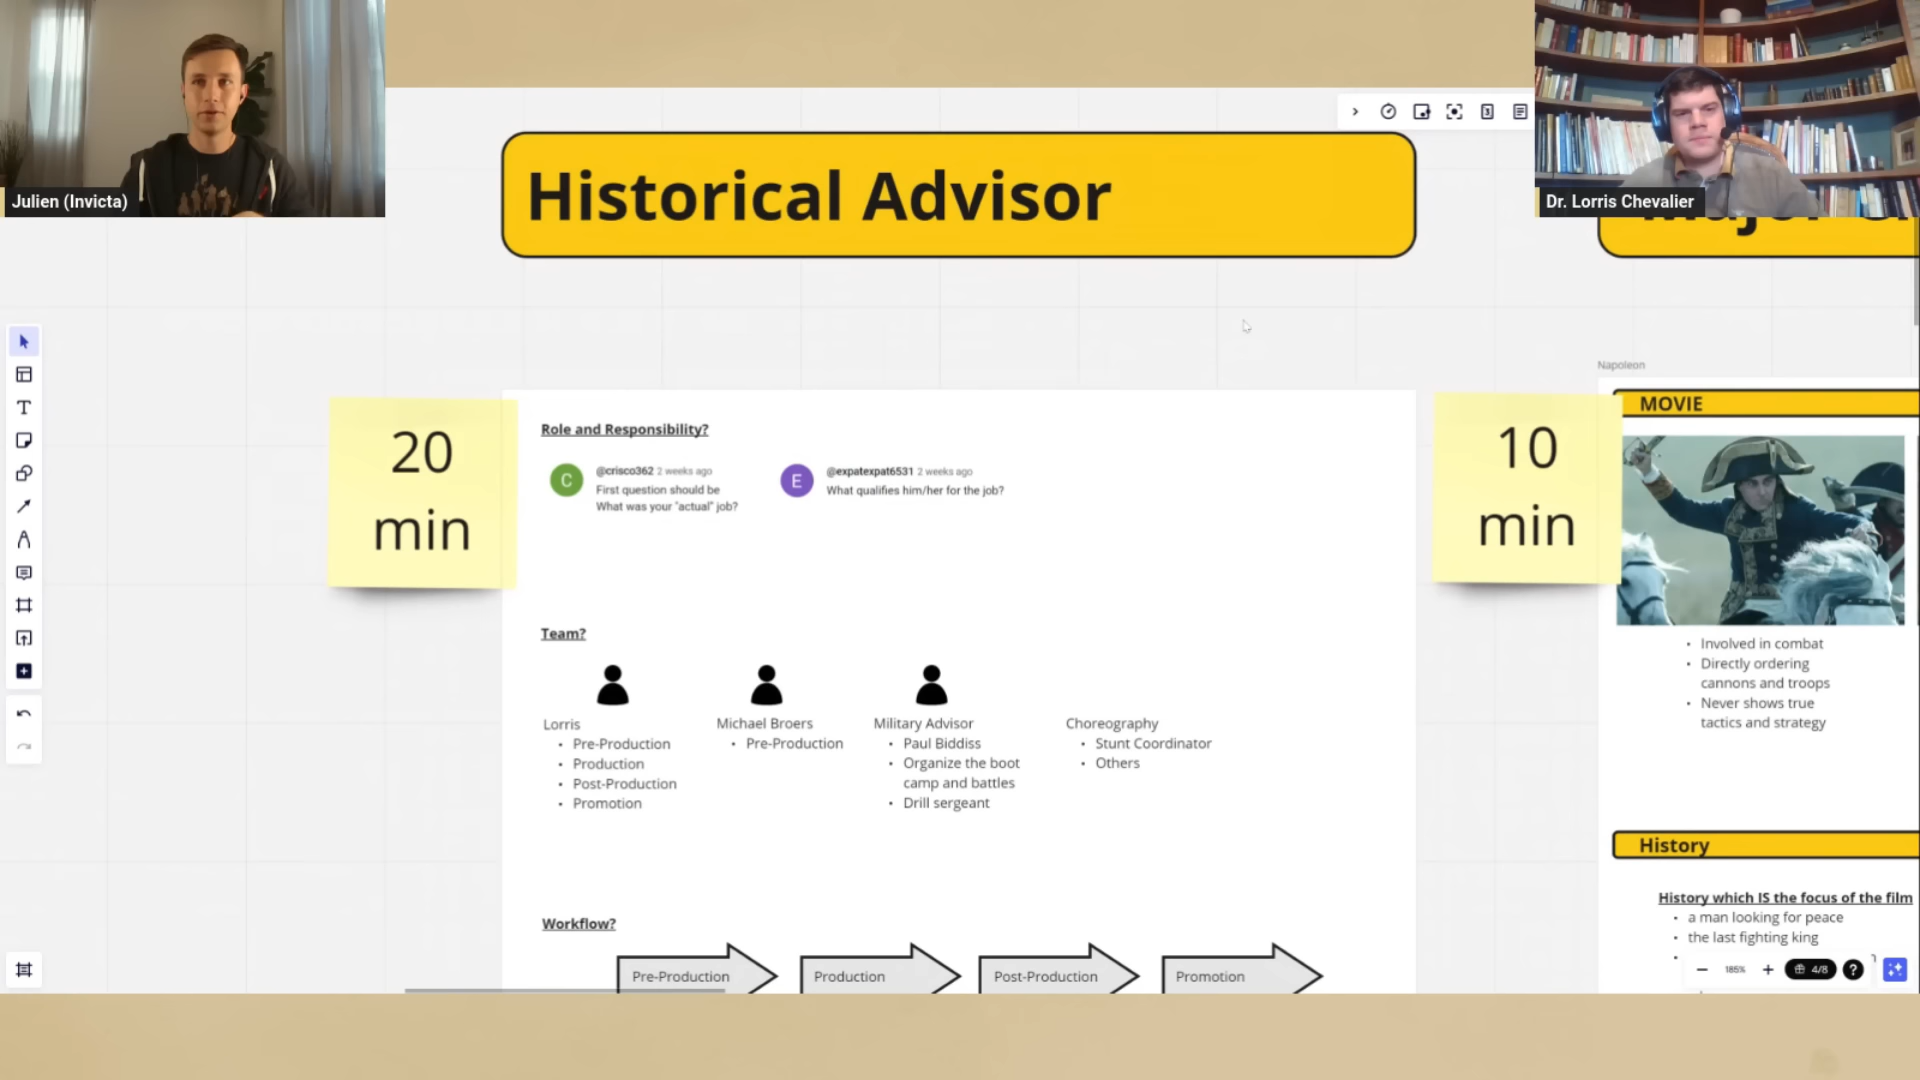 Julien (Invicta)
Dr. Lorris Chevalier
Historical Advisor
20
min
Role and Responsibility?
C
@crisco362 2 weeks ago
First question should be
What was your "actual" job?
E
@expatexpat6531 2 weeks ago
What qualifies him/her for the job?
Team?
Lorris
• Pre-Production
• Production
• Post-Production
• Promotion
Michael Broers
• Pre-Production
Military Advisor
• Paul Biddiss
• Organize the boot
camp and battles
• Drill sergeant
Choreography
• Stunt Coordinator
• Others
Workflow?
Pre-Production
Production
Post-Production
Promotion
10
min
Napoleon
MOVIE
• Involved in combat
• Directly ordering
cannons and troops
• Never shows true
tactics and strategy
History
History which IS the focus of the film
• a man looking for peace
• the last fighting king
185%
4/8